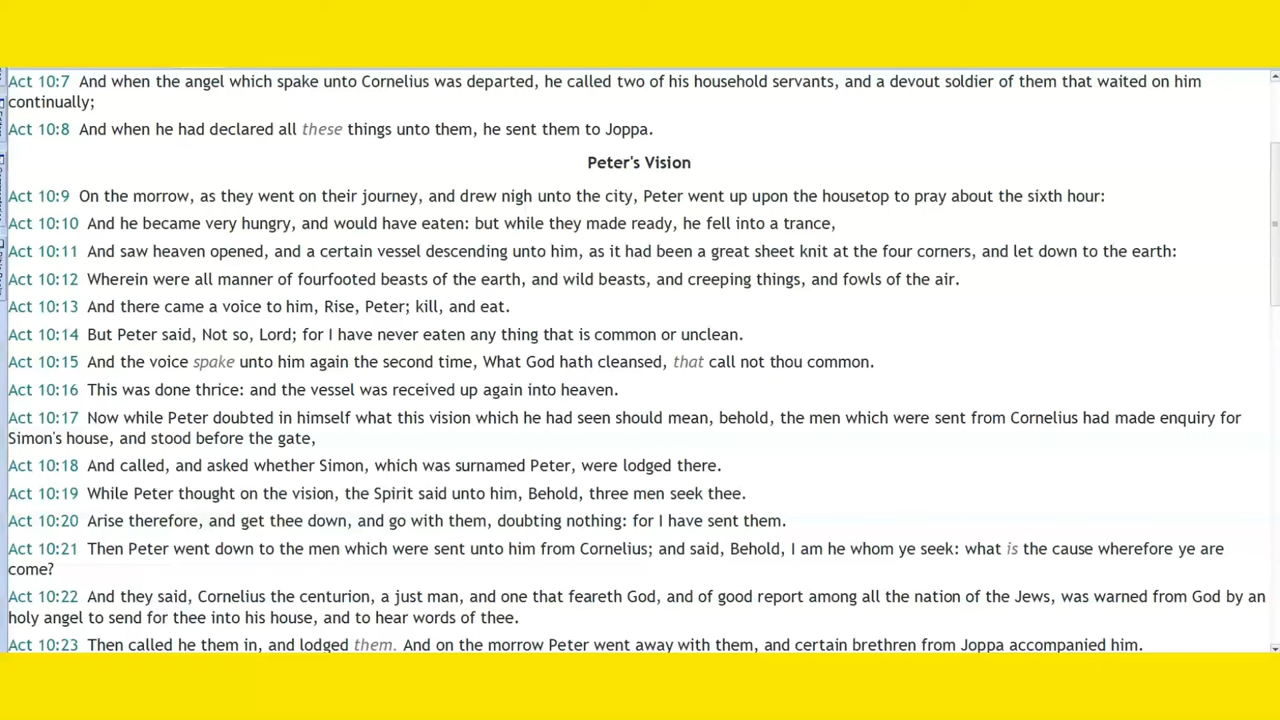 Act 10:7 And when the angel which spake unto Cornelius was departed, he called two of his household servants, and a devout soldier of them that waited on him
continually;
Act 10:8 And when he had declared all these things unto them, he sent them to Joppa.
Peter's Vision
Act 10:9 On the morrow, as they went on their journey, and drew nigh unto the city, Peter went up upon the housetop to pray about the sixth hour:
Act 10:10 And he became very hungry, and would have eaten: but while they made ready, he fell into a trance,
Act 10:11 And saw heaven opened, and a certain vessel descending unto him, as it had been a great sheet knit at the four corners, and let down to the earth:
Act 10:12 Wherein were all manner of fourfooted beasts of the earth, and wild beasts, and creeping things, and fowls of the air.
Act 10:13 And there came a voice to him, Rise, Peter; kill, and eat.
Act 10:14 But Peter said, Not so, Lord; for I have never eaten any thing that is common or unclean.
Act 10:15 And the voice spake unto him again the second time, What God hath cleansed, that call not thou common.
Act 10:16 This was done thrice: and the vessel was received up again into heaven.
Act 10:17 Now while Peter doubted in himself what this vision which he had seen should mean, behold, the men which were sent from Cornelius had made enquiry for
Simon's house, and stood before the gate,
Act 10:18 And called, and asked whether Simon, which was surnamed Peter, were lodged there.
Act 10:19 While Peter thought on the vision, the Spirit said unto him, Behold, three men seek thee.
Act 10:20 Arise therefore, and get thee down, and go with them, doubting nothing: for I have sent them.
Act 10:21 Then Peter went down to the men which were sent unto him from Cornelius; and said, Behold, I am he whom ye seek: what is the cause wherefore ye are
come?
Act 10:22 And they said, Cornelius the centurion, a just man, and one that feareth God, and of good report among all the nation of the Jews, was warned from God by an
holy angel to send for thee into his house, and to hear words of thee.
Act 10:23 Then called he them in, and lodged them. And on the morrow Peter went away with them, and certain brethren from Joppa accompanied him.